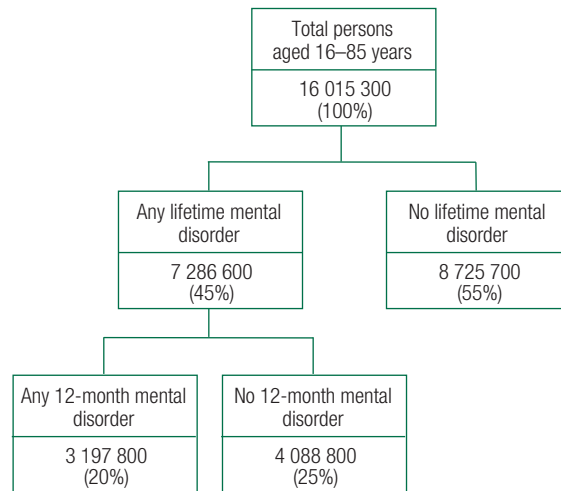 Total persons
aged 16–85 years
16 015 300
(100%)
Any lifetime mental
disorder
7 286 600
(45%)
No lifetime mental
disorder
8 725 700
(55%)
Any 12-month mental
disorder
3 197 800
(20%)
No 12-month mental
disorder
4 088 800
(25%)